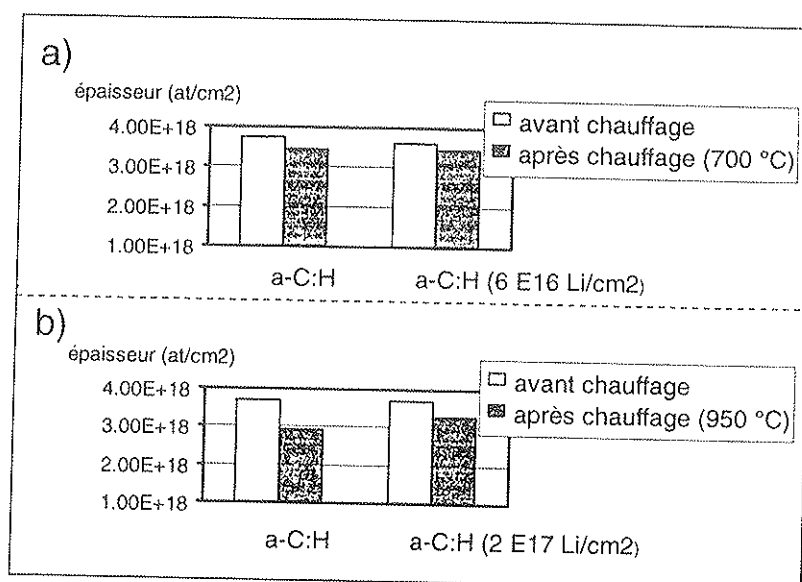 a)
épaisseur (at/cm2)
4.00E+18
3.00E+18
2.00E+18
1.00E+18
a-C:H
a-C:H (6 E16 Li/cm2)
avant chauffage
après chauffage (700 °C)
b)
épaisseur (at/cm2)
4.00E+18
3.00E+18
2.00E+18
1.00E+18
a-C:H
a-C:H (2 E17 Li/cm2)
avant chauffage
après chauffage (950 °C)